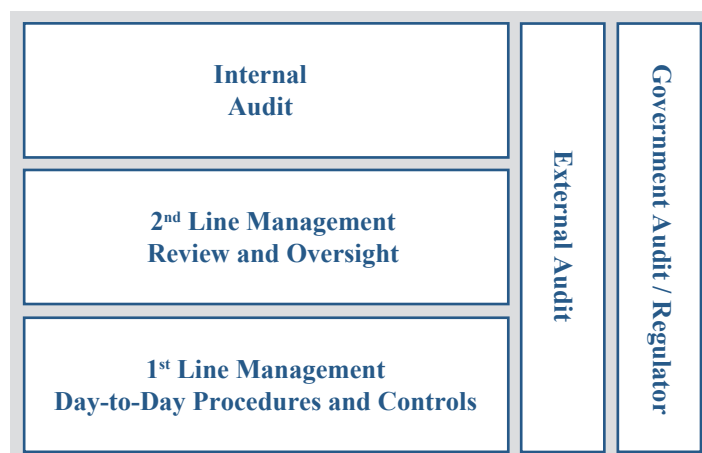 Internal
Audit
2nd Line Management
Review and Oversight
1st Line Management
Day-to-Day Procedures and Controls
External Audit
Government Audit / Regulator